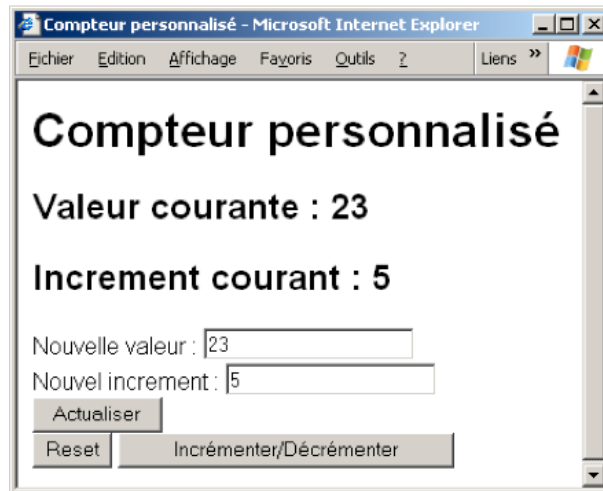 Compteur personnalisé - Microsoft Internet Explorer
Fichier Edition Affichage Favoris Outils ? Liens »
Compteur personnalisé
Valeur courante : 23
Increment courant : 5
Nouvelle valeur : 23
Nouvel increment : 5
Actualiser
Reset Incrémenter/Décrémenter